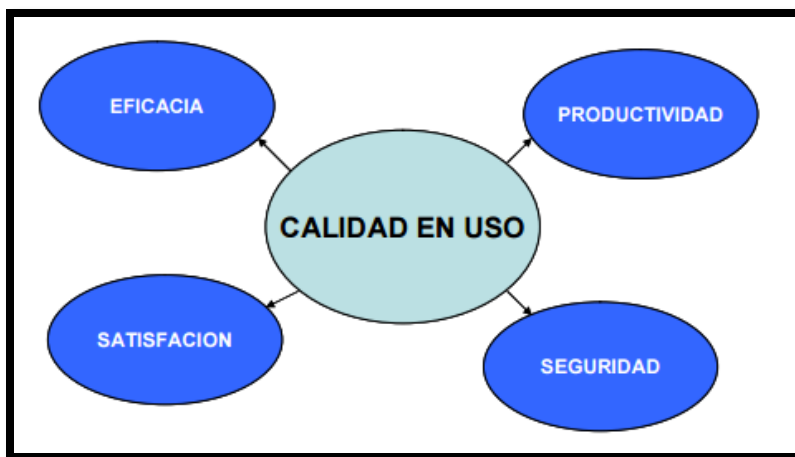 EFICACIA
PRODUCTIVIDAD
CALIDAD EN USO
SATISFACION
SEGURIDAD